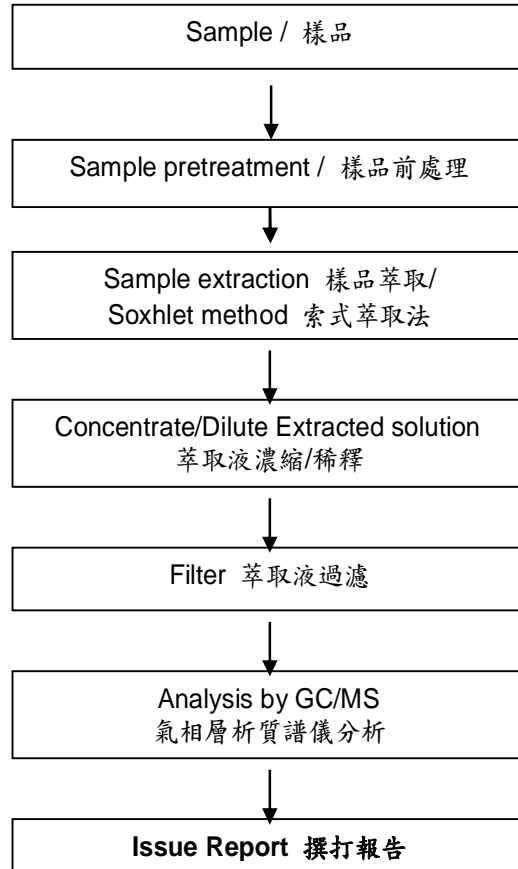 Sample / 樣品
Sample pretreatment / 樣品前處理
Sample extraction 樣品萃取/
Soxhlet method 索式萃取法
Concentrate/Dilute Extracted solution
萃取液濃縮/稀釋
Filter 萃取液過濾
Analysis by GC/MS
氣相層析質譜儀分析
Issue Report 撰打報告